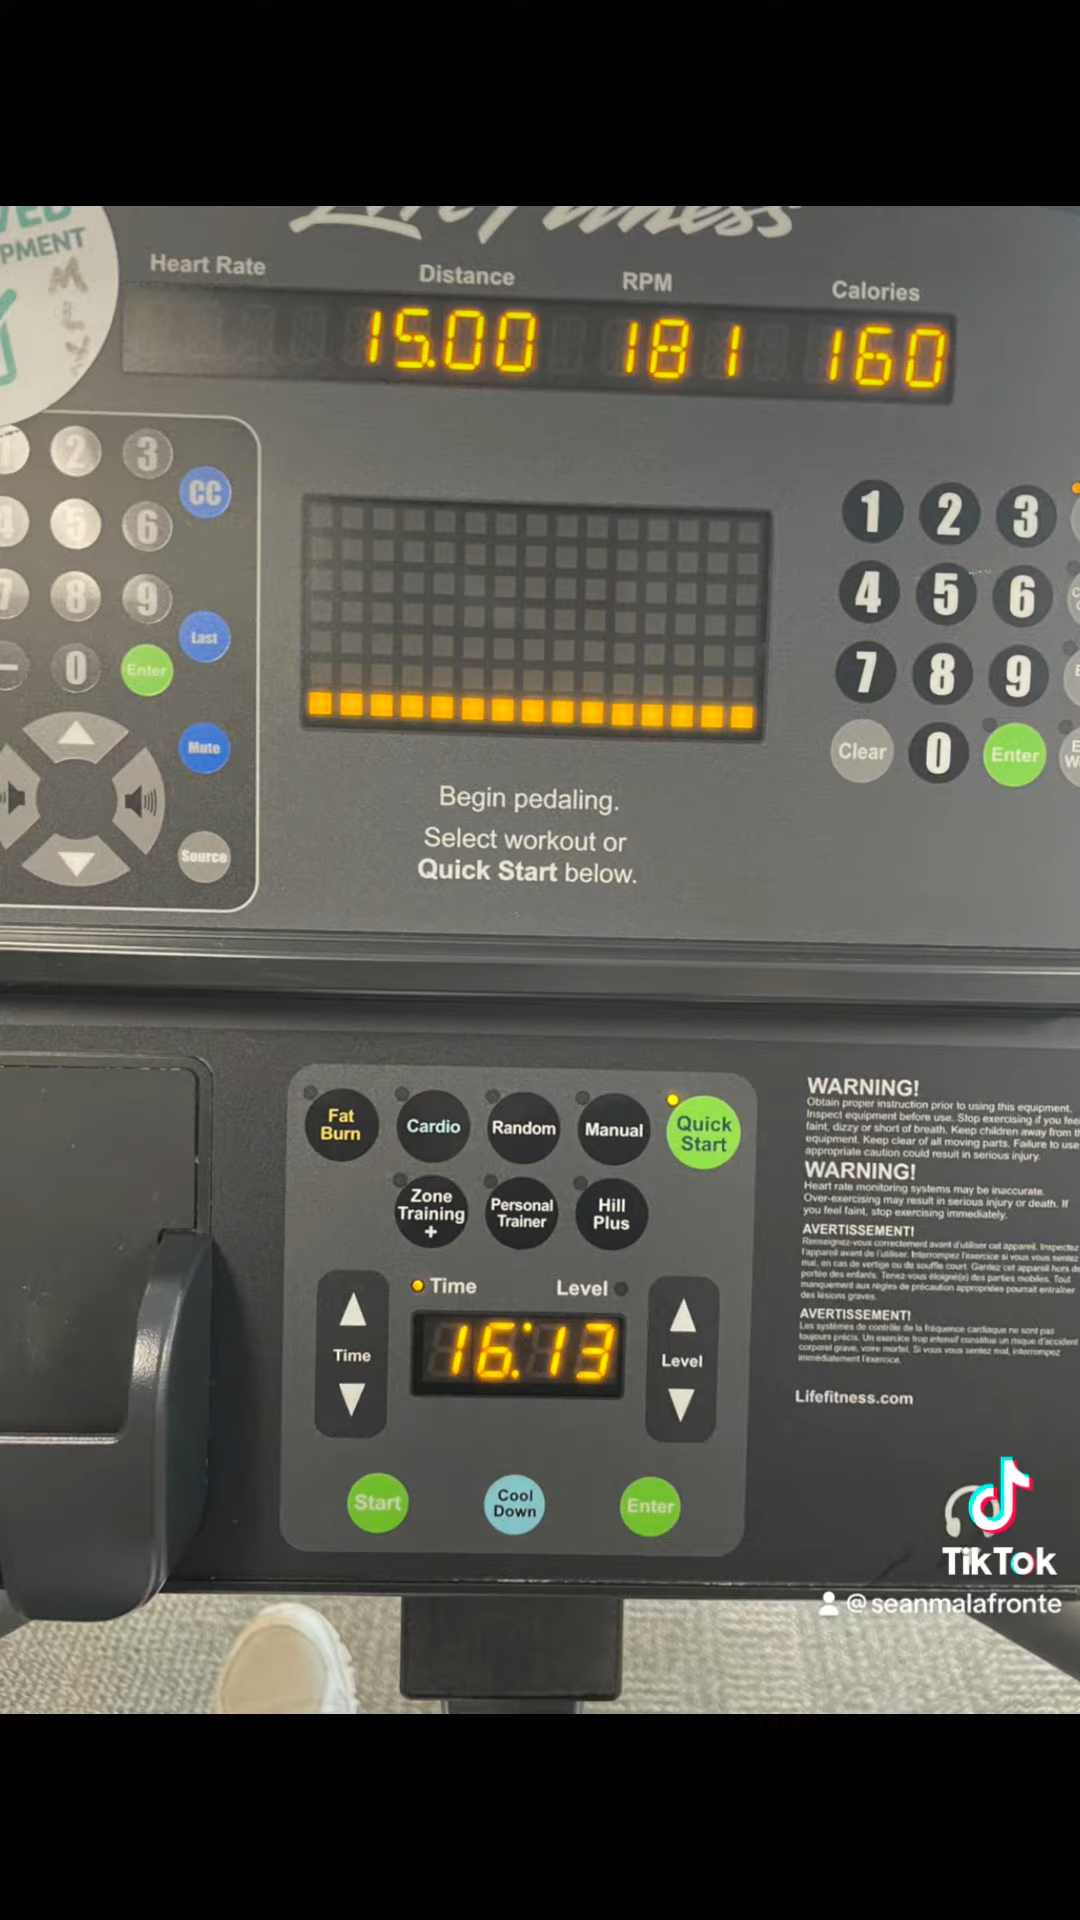 PMENT
Life Fitness
Heart Rate
Distance
RPM
Calories
15.00
181
160
2
3
CC
4
5
6
7
8
9
Last
0
Enter
Mute
Source
1
2
3
4
5
6
7
8
9
Clear
0
Enter
Begin pedaling.
Select workout or
Quick Start below.
Fat
Burn
Cardio
Random
Manual
Quick
Start
Zone
Training
+
Personal
Trainer
Hill
Plus
Time
Level
Time
16:13
Level
Start
Cool
Down
Enter
WARNING!
Obtain proper instruction prior to using this equipment.
Inspect equipment before use. Stop exercising if you feel
faint, dizzy or short of breath. Keep children away from th
equipment. Keep clear of all moving parts. Failure to use
appropriate caution could result in serious injury.
WARNING!
Heart rate monitoring systems may be inaccurate.
Over-exercising may result in serious injury or death. If
you feel faint, stop exercising immediately.
AVERTISSEMENT!
Renseignez-vous correctement avant d'utiliser cet appareil. Inspectez
l'appareil avant de l'utiliser. Interrompez l'exercice si vous vous sentez
mal, en cas de vertige ou de souffle court. Gardez cet appareil hors de
portée des enfants. Tenez-vous éloigné(e) des parties mobiles. Tout
manquement aux règles de précaution appropriées pourrait entraîner
des lésions graves.
AVERTISSEMENT!
Les systèmes de contrôle de la fréquence cardiaque ne sont pas
toujours précis. Un exercice trop intensif constitue un risque d'accident
corporel grave, voire mortel. Si vous vous sentez mal, interrompez
immédiatement l'exercice.
Lifefitness.com
TikTok
@seanmalafronte